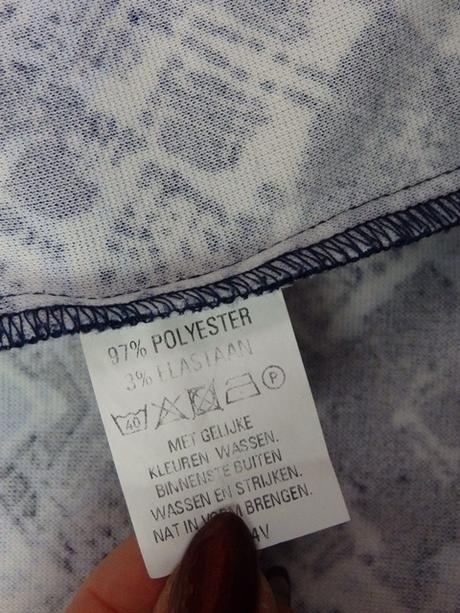 97% POLYESTER
3% ELASTAAN
40 P
MET GELIJKE
KLEUREN WASSEN.
BINNENSTE BUITEN
WASSEN EN STRIJKEN.
NAT IN VORM BRENGEN.